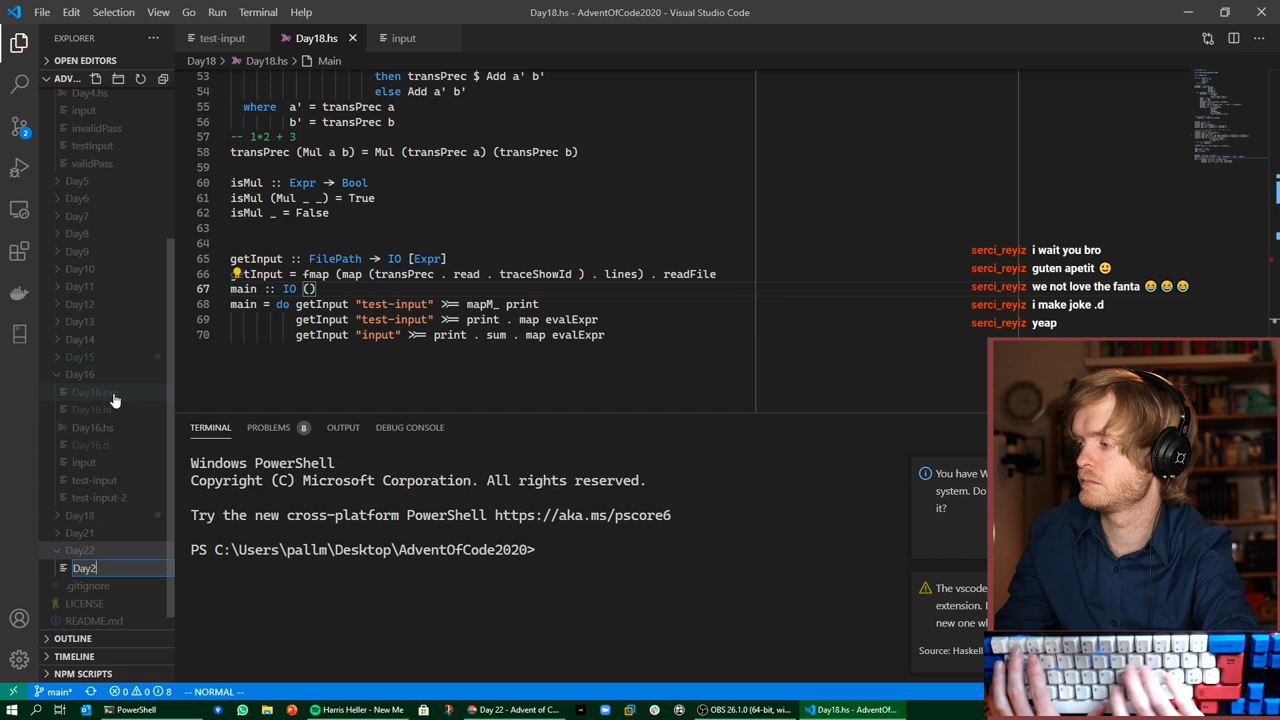 File Edit Selection View Go Run Terminal Help
Day18.hs - AdventOfCode2020 - Visual Studio Code
EXPLORER
test-input
Day18.hs
input
OPEN EDITORS
Day18 > Day18.hs > Main
ADV...
Day4.hs
input
invalidPass
testInput
validPass
Day5
Day6
Day7
Day8
Day9
Day10
Day11
Day12
Day13
Day14
Day15
Day16
Day16.hs
Day16.o
input
test-input
test-input-2
Day18
Day21
Day22
Day2
.gitignore
LICENSE
README.md
OUTLINE
TIMELINE
NPM SCRIPTS
2
53 then transPrec $ Add a' b'
54 else Add a' b'
55 where a' = transPrec a
56 b' = transPrec b
57 -- 1*2 + 3
58 transPrec (Mul a b) = Mul (transPrec a) (transPrec b)
59
60 isMul :: Expr → Bool
61 isMul (Mul _ _) = True
62 isMul _ = False
63
64
65 getInput :: FilePath → IO [Expr]
66 tInput = fmap (map (transPrec . read . traceShowId ) . lines) . readFile
67 main :: IO ()
68 main = do getInput "test-input" >>= mapM_ print
69 getInput "test-input" >>= print . map evalExpr
70 getInput "input" >>= print . sum . map evalExpr
serci_reyiz i wait you bro
serci_reyiz guten apetit 🙂
serci_reyiz we not love the fanta 😂 😂 😂
serci_reyiz i make joke .d
serci_reyiz yeap
TERMINAL PROBLEMS 8 OUTPUT DEBUG CONSOLE
Windows PowerShell
Copyright (C) Microsoft Corporation. All rights reserved.
Try the new cross-platform PowerShell https://aka.ms/pscore6
PS C:\Users\pallm\Desktop\AdventOfCode2020>
You have W
system. Do
it?
The vscode
extension.
new one w
Source: Haskel
main* 0 0 8 -- NORMAL --
PowerShell
Harris Heller - New Me
Day 22 - Advent of C...
OBS 26.1.0 (64-bit, wi...
Day18.hs - AdventOf...